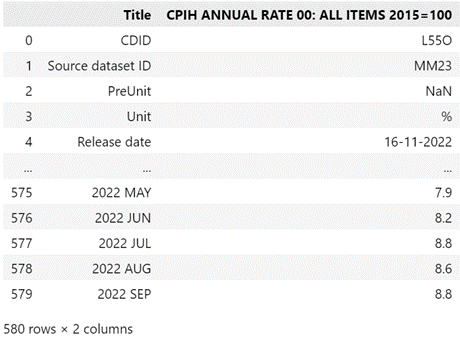 Title CPIH ANNUAL RATE 00: ALL ITEMS 2015=100
0 CDID L55O
1 Source dataset ID MM23
2 PreUnit NaN
3 Unit %
4 Release date 16-11-2022
... ... ...
575 2022 MAY 7.9
576 2022 JUN 8.2
577 2022 JUL 8.8
578 2022 AUG 8.6
579 2022 SEP 8.8
580 rows × 2 columns